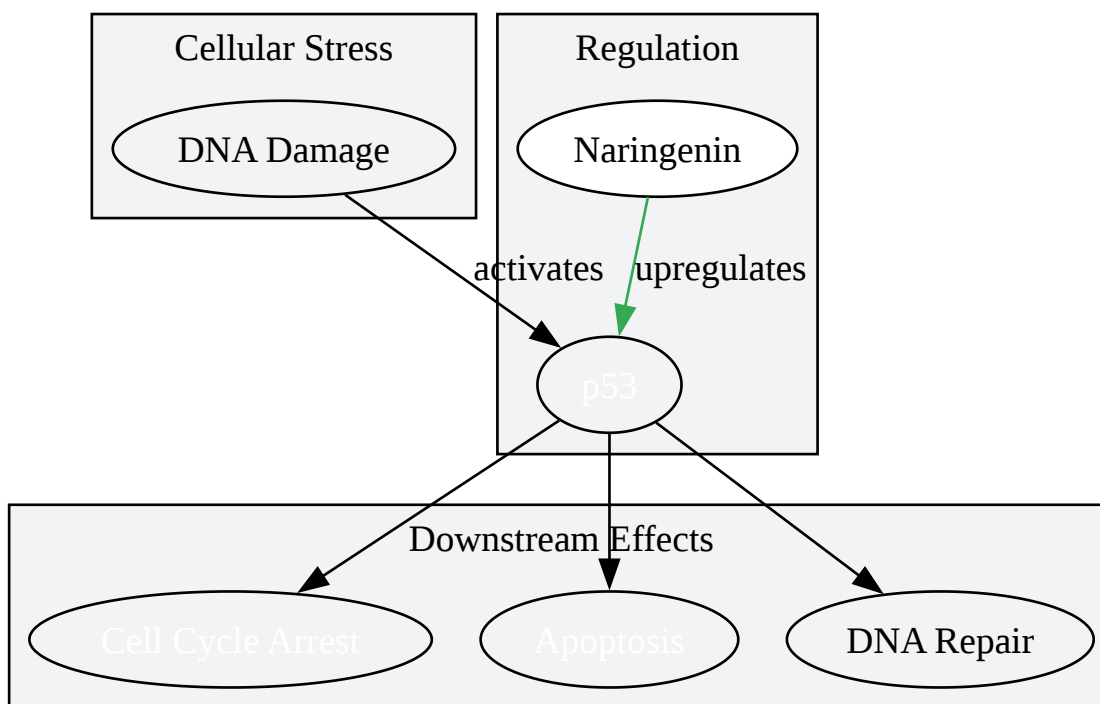 Cellular Stress
Regulation
DNA Damage
Naringenin
activates
upregulates
p53
Downstream Effects
Cell Cycle Arrest
Apoptosis
DNA Repair